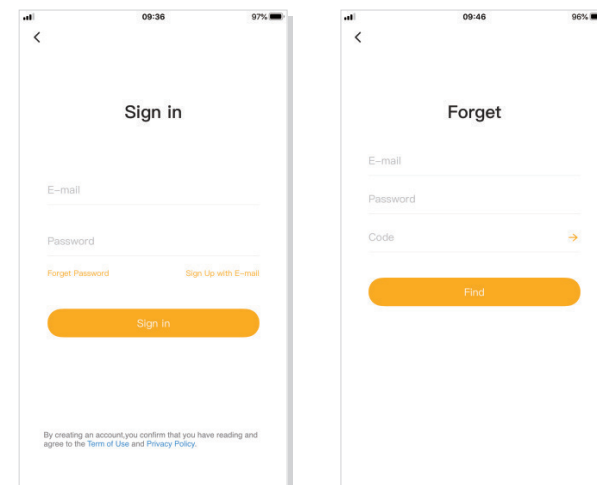 09:36
97%
Sign in
E-mail
Password
Forget Password
Sign Up with E-mail
Sign in
By creating an account,you confirm that you have reading and
agree to the Term of Use and Privacy Policy.
09:46
96%
Forget
E-mail
Password
Code
Find